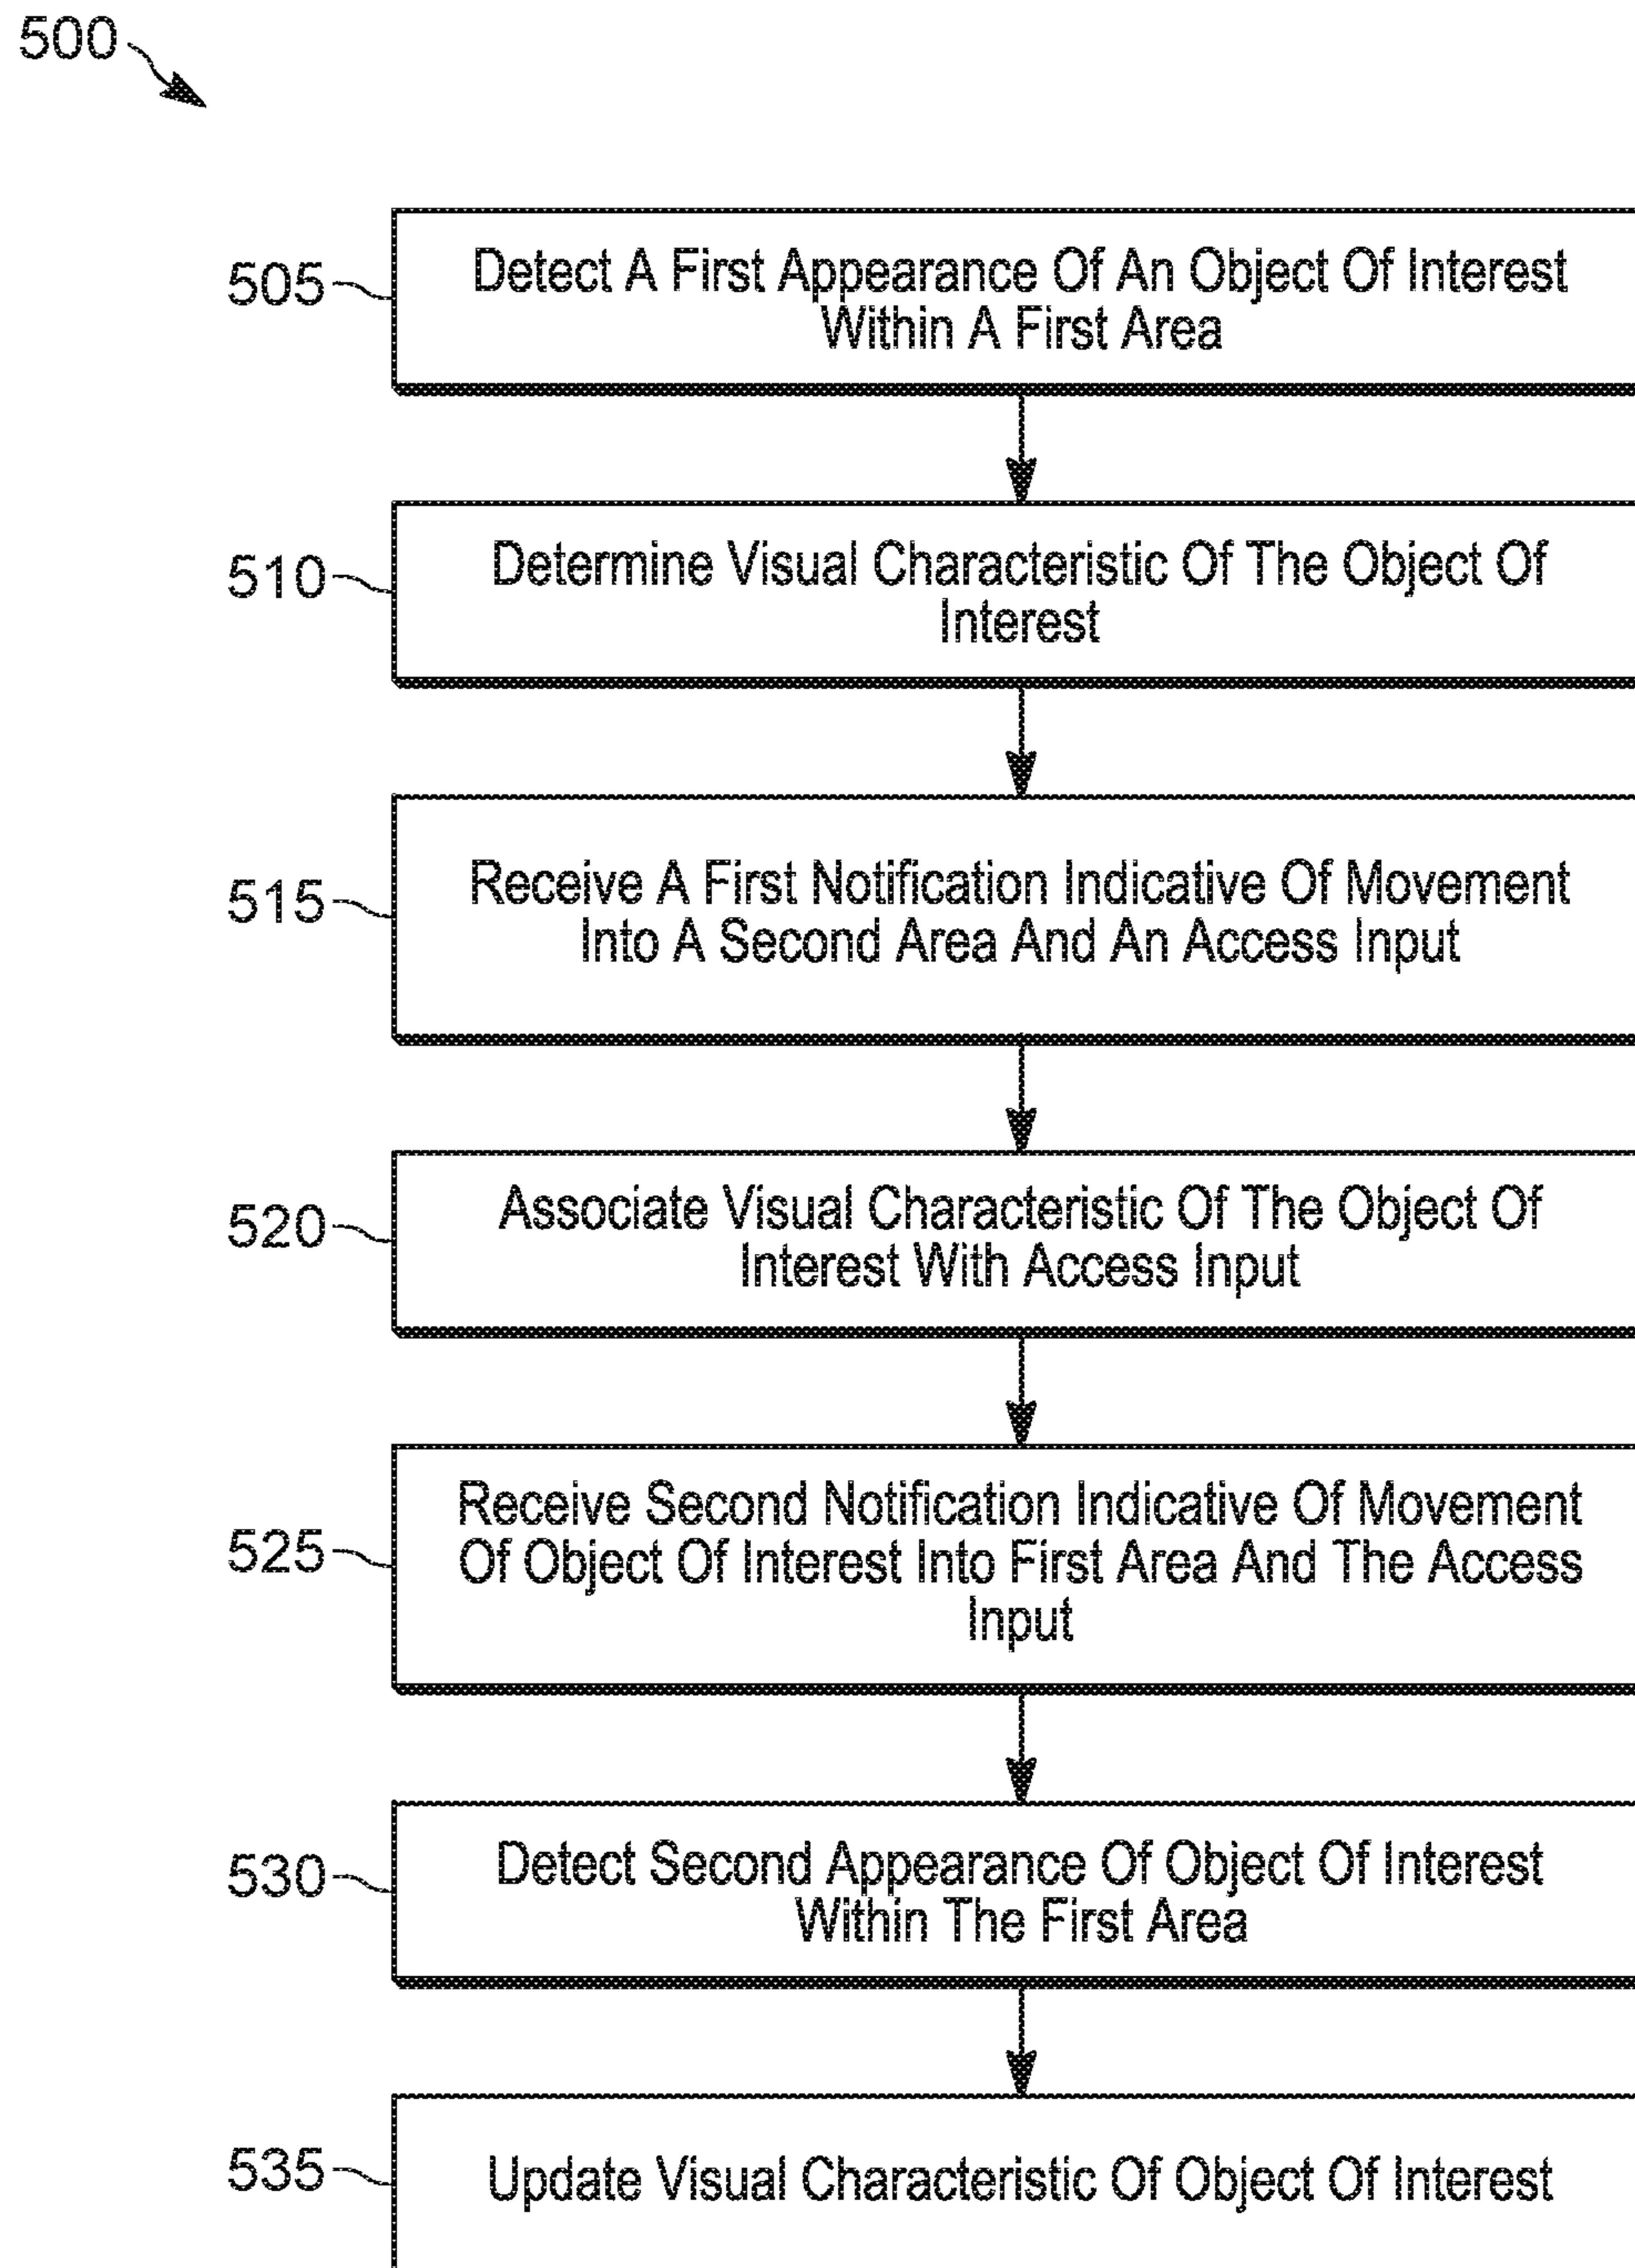 500
505
Detect A First Appearance Of An Object Of Interest
Within A First Area
510
Determine Visual Characteristic Of The Object Of
Interest
515
Receive A First Notification Indicative Of Movement
Into A Second Area And An Access Input
520
Associate Visual Characteristic Of The Object Of
Interest With Access Input
525
Receive Second Notification Indicative Of Movement
Of Object Of Interest Into First Area And The Access
Input
530
Detect Second Appearance Of Object Of Interest
Within The First Area
535
Update Visual Characteristic Of Object Of Interest